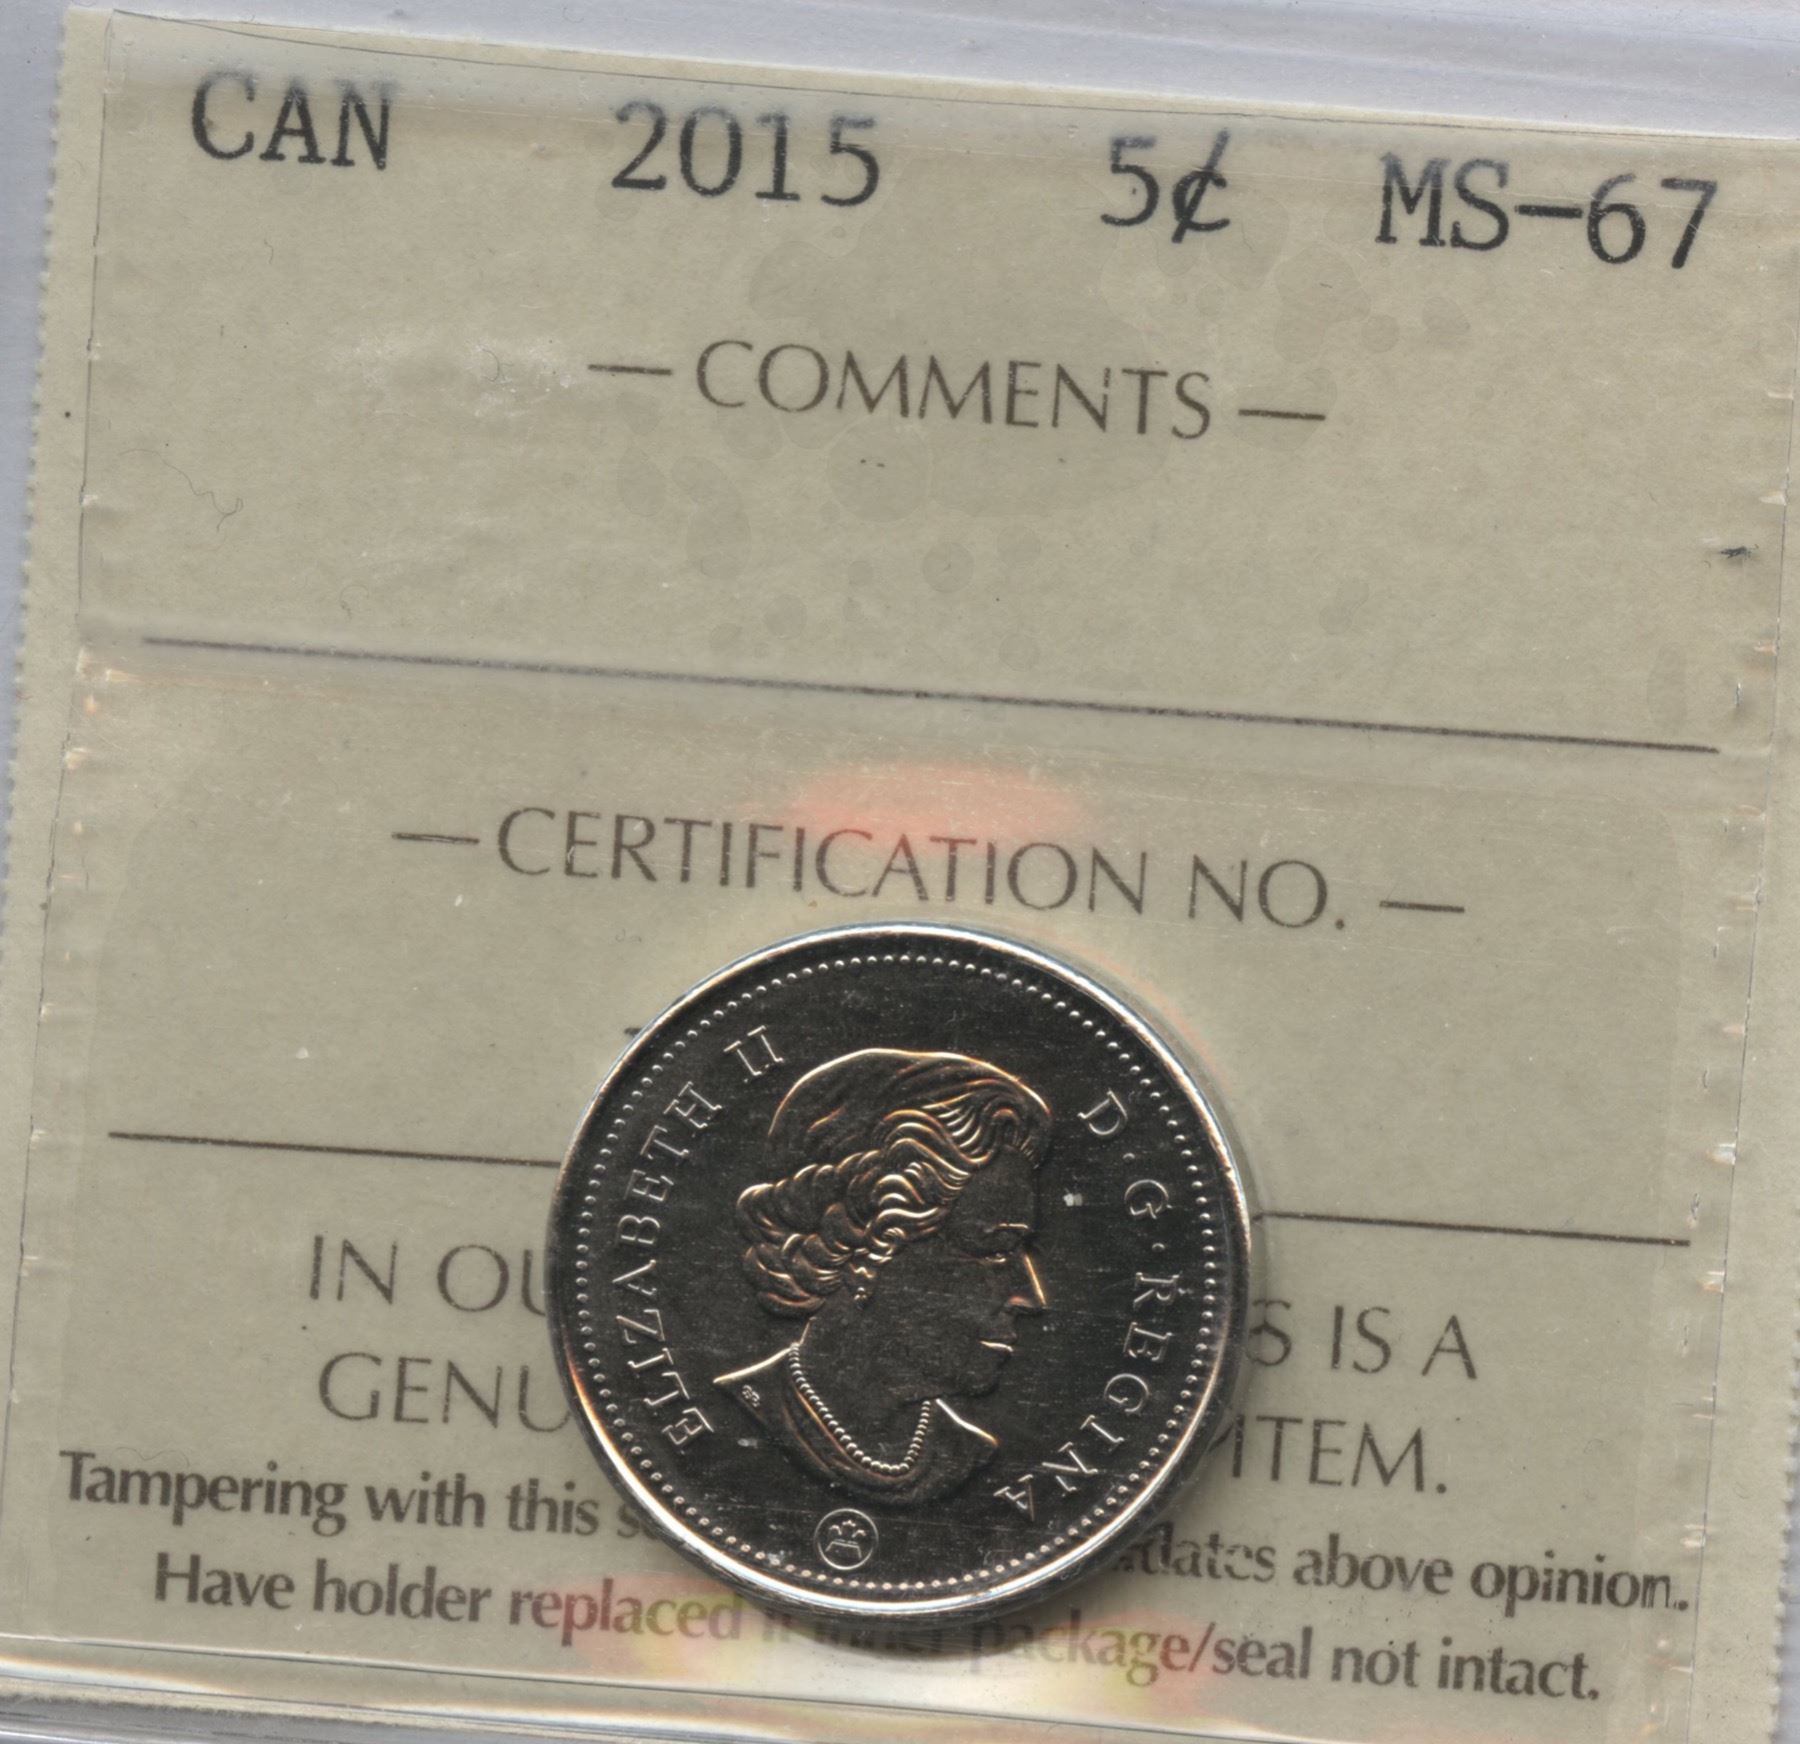 CAN 2015 5¢ MS-67
— COMMENTS —
— CERTIFICATION NO. —
ELIZABETH II D·G·REGINA
IN OU S IS A
GENU ITEM.
Tampering with this above opinion.
Have holder replaced package/seal not intact.